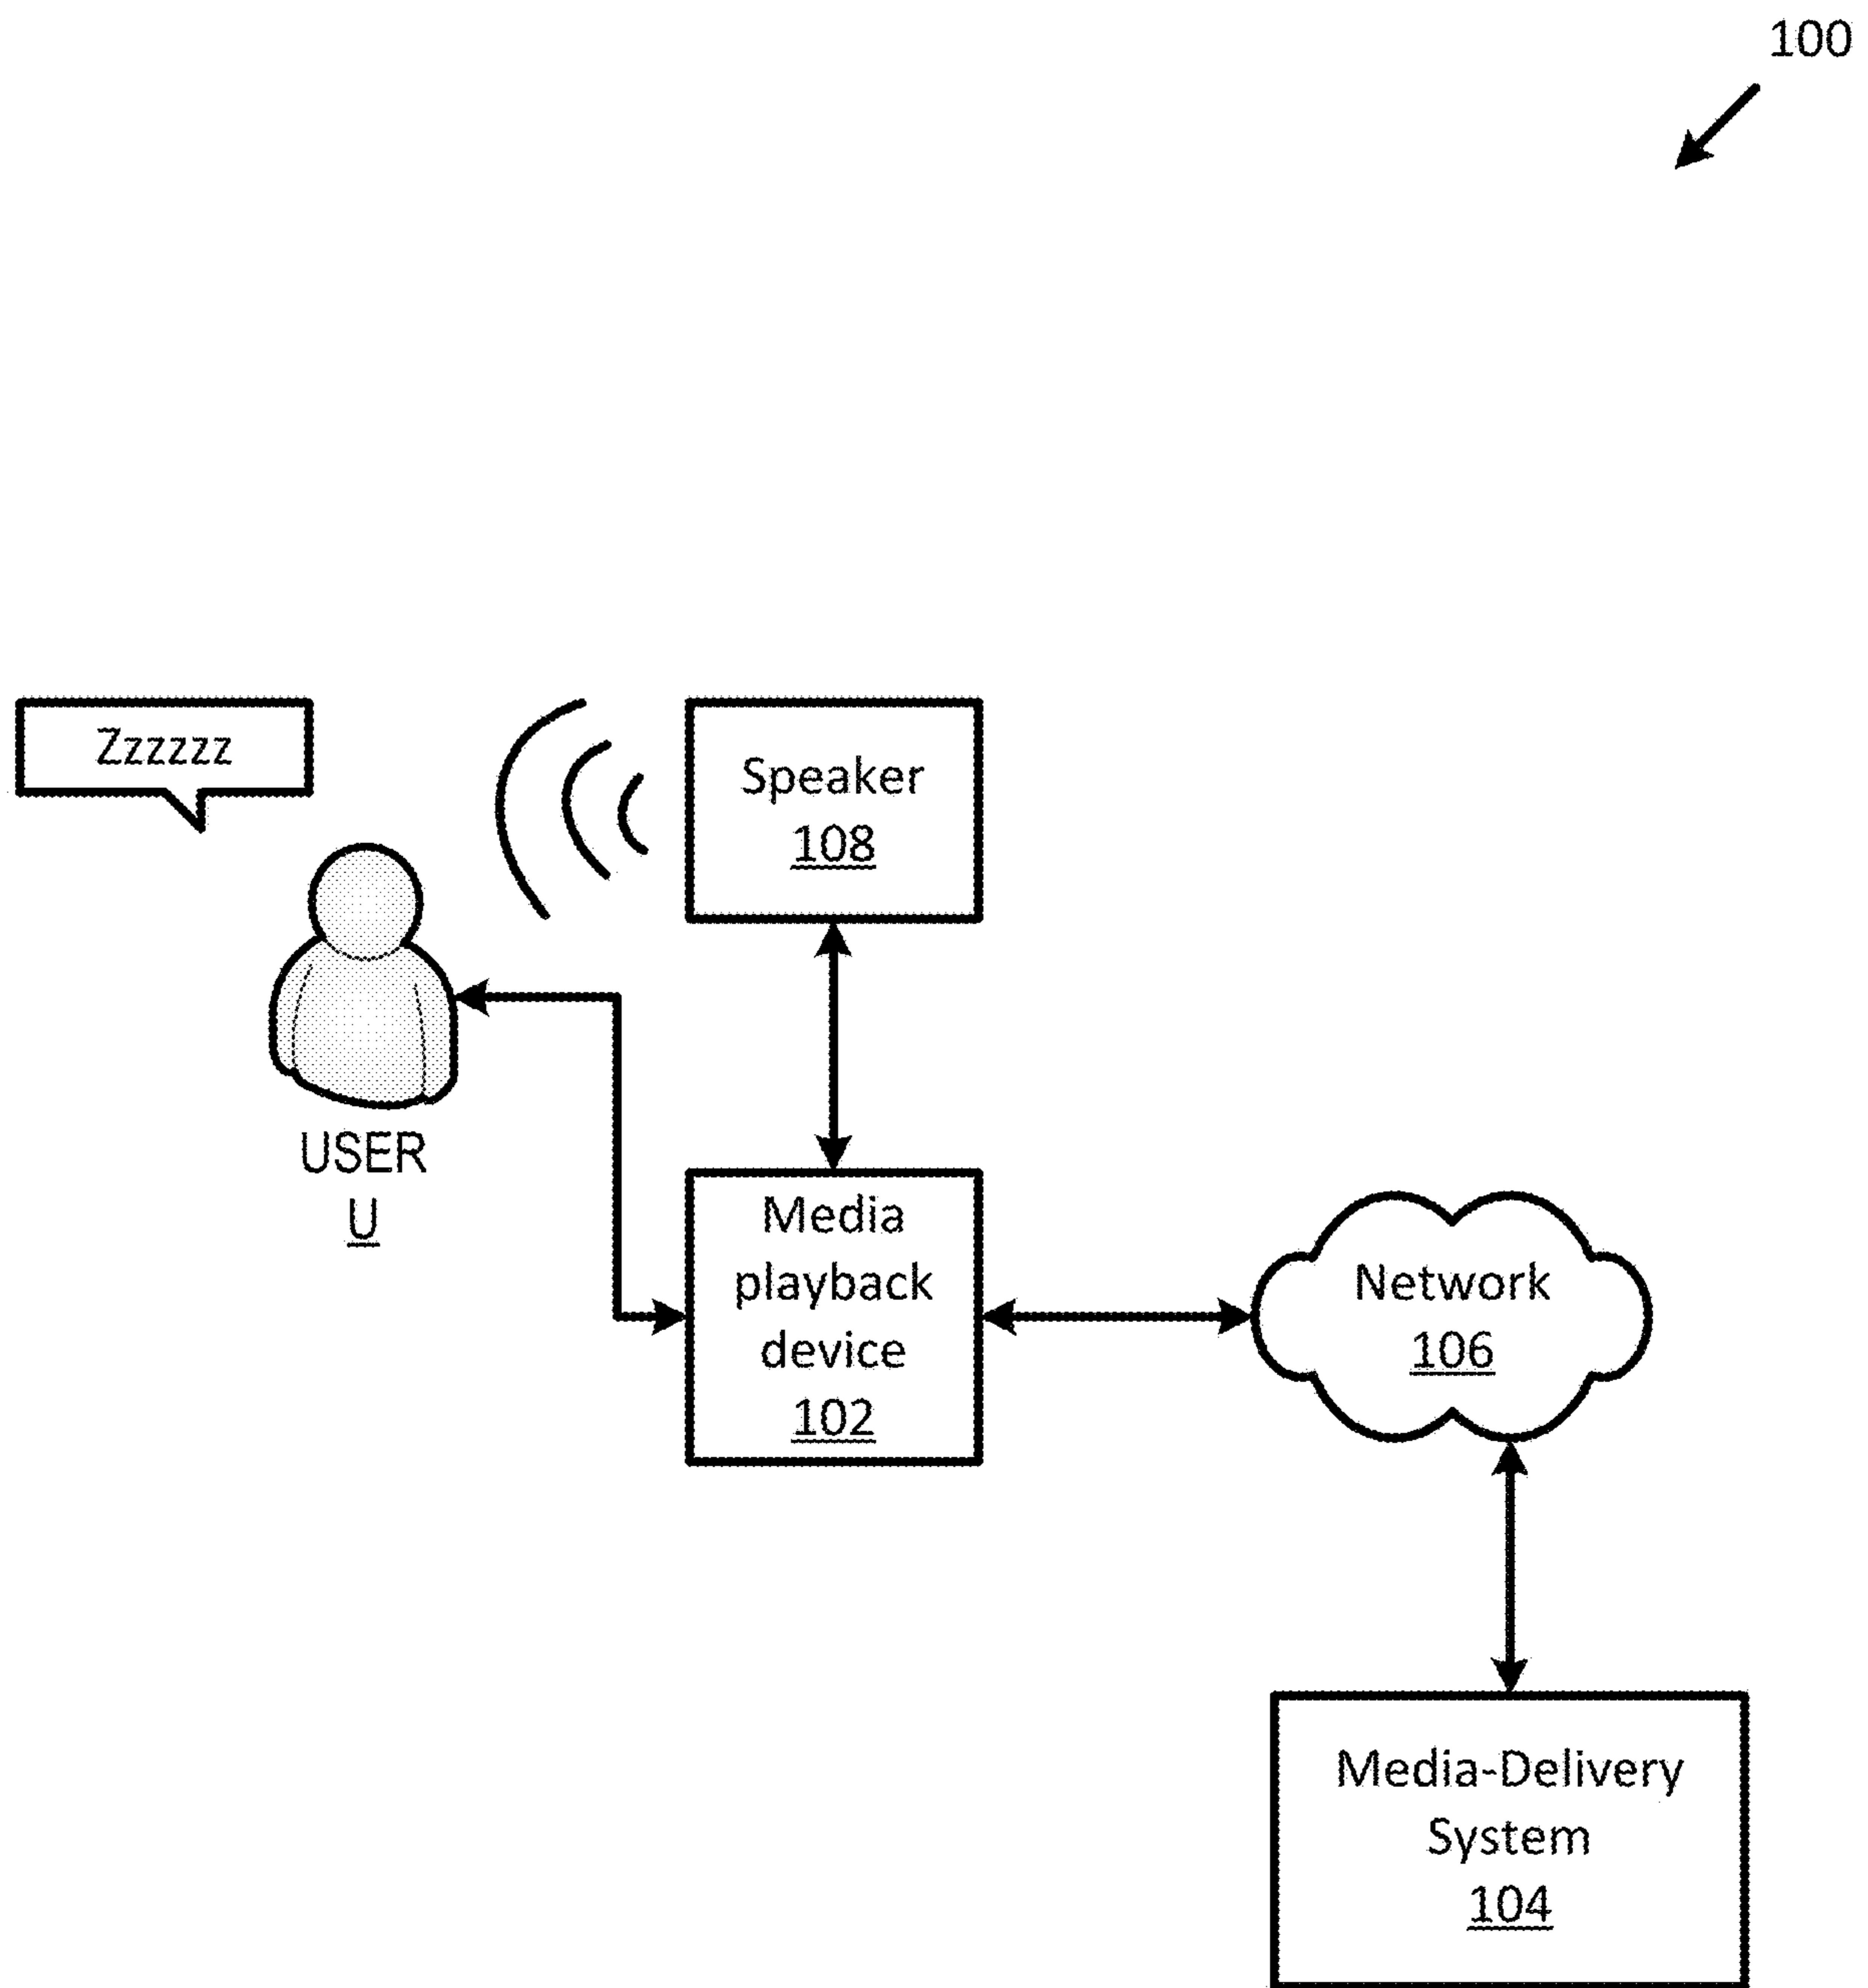 100
Zzzzzz
Speaker
108
USER
U
Media
playback
device
102
Network
106
Media-Delivery
System
104